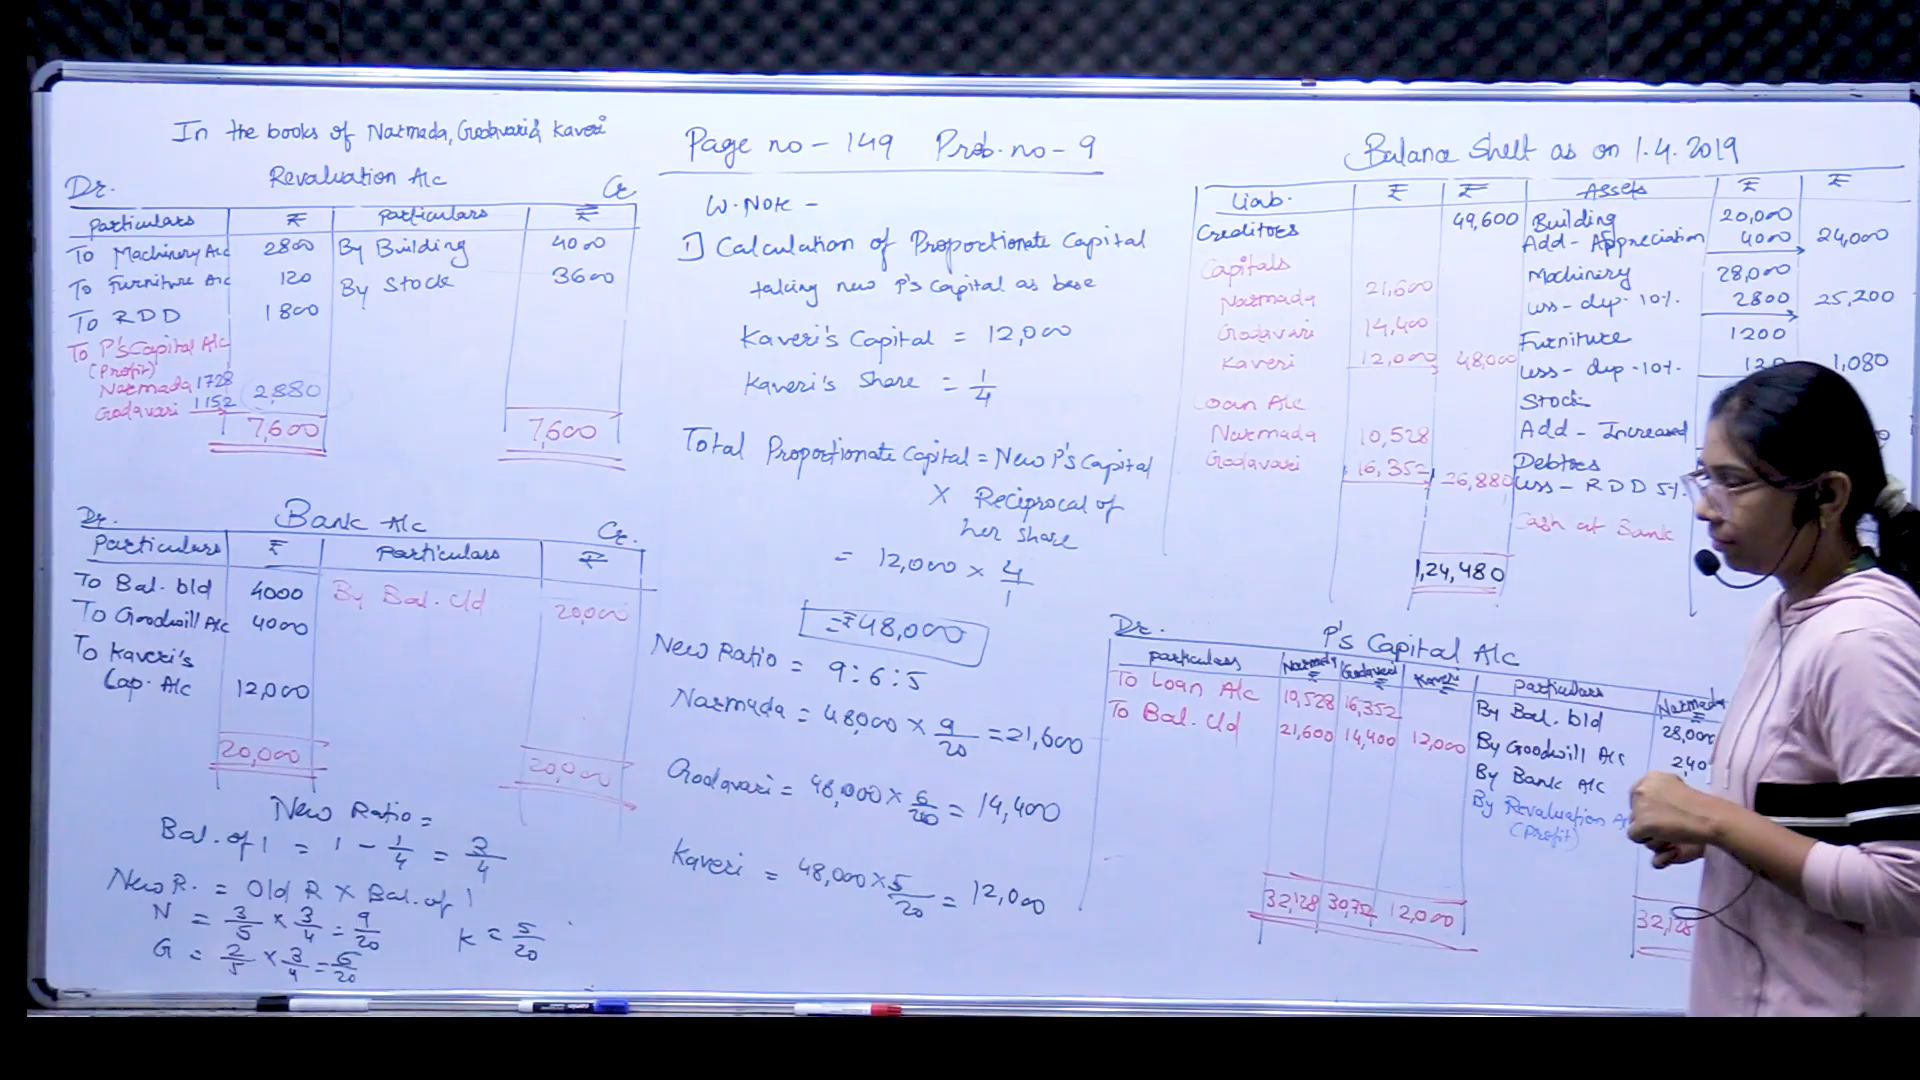 In the books of Narmada, Godavari & Kaveri
Revaluation A/c
Dr. Cr
Particulars ₹ Particulars ₹
To Machinery A/c 2800 By Building 4000
To Furniture A/c 120 By Stock 3600
To RDD 1800
To P's Capital A/c
(Profit)
Narmada 1728
Godavari 1152 2,880
7,600 7,600
Bank A/c
Dr. Cr.
Particulars ₹ Particulars ₹
To Bal. b/d 4000 By Bal. c/d 20,000
To Goodwill A/c 4000
To Kaveri's
Cap. A/c 12,000
20,000 20,000
New Ratio =
Bal. of 1 = 1 - 1/4 = 3/4
New R. = Old R × Bal. of 1
N = 3/5 × 3/4 = 9/20 K = 5/20
G = 2/5 × 3/4 = 6/20
Page no - 149 Prob. no - 9
W. Note -
1] Calculation of Proportionate Capital
taking new P's capital as base
Kaveri's Capital = 12,000
Kaveri's Share = 1/4
Total Proportionate Capital = New P's Capital
× Reciprocal of
her share
= 12,000 × 4/1
= ₹ 48,000
New Ratio = 9 : 6 : 5
Narmada = 48,000 × 9/20 = 21,600
Godavari = 48,000 × 6/20 = 14,400
Kaveri = 48,000 × 5/20 = 12,000
Balance Sheet as on 1.4.2019
Liab. ₹ ₹ Assets ₹ ₹
Creditors 49,600 Building 20,000
Add - Appreciation 4000 24,000
Capitals Machinery 28,000
Narmada 21,600 Less - dep. 10% 2800 25,200
Godavari 14,400 Furniture 1200
Kaveri 12,000 48,000 Less - dep. 10% 120 1,080
Loan A/c Stock
Narmada 10,528 Add - Increased
Godavari 16,352 26,880 Debtors
Less - RDD 5%
Cash at Bank
1,24,480
P's Capital A/c
Dr.
Particulars Narmada ₹ Godavari ₹ Kaveri ₹ Particulars Narmada ₹
To Loan A/c 10,528 16,352 By Bal. b/d 28,000
To Bal. c/d 21,600 14,400 12,000 By Goodwill A/c
By Bank A/c
By Revaluation
(Profit)
32,128 30,752 12,000 32,128